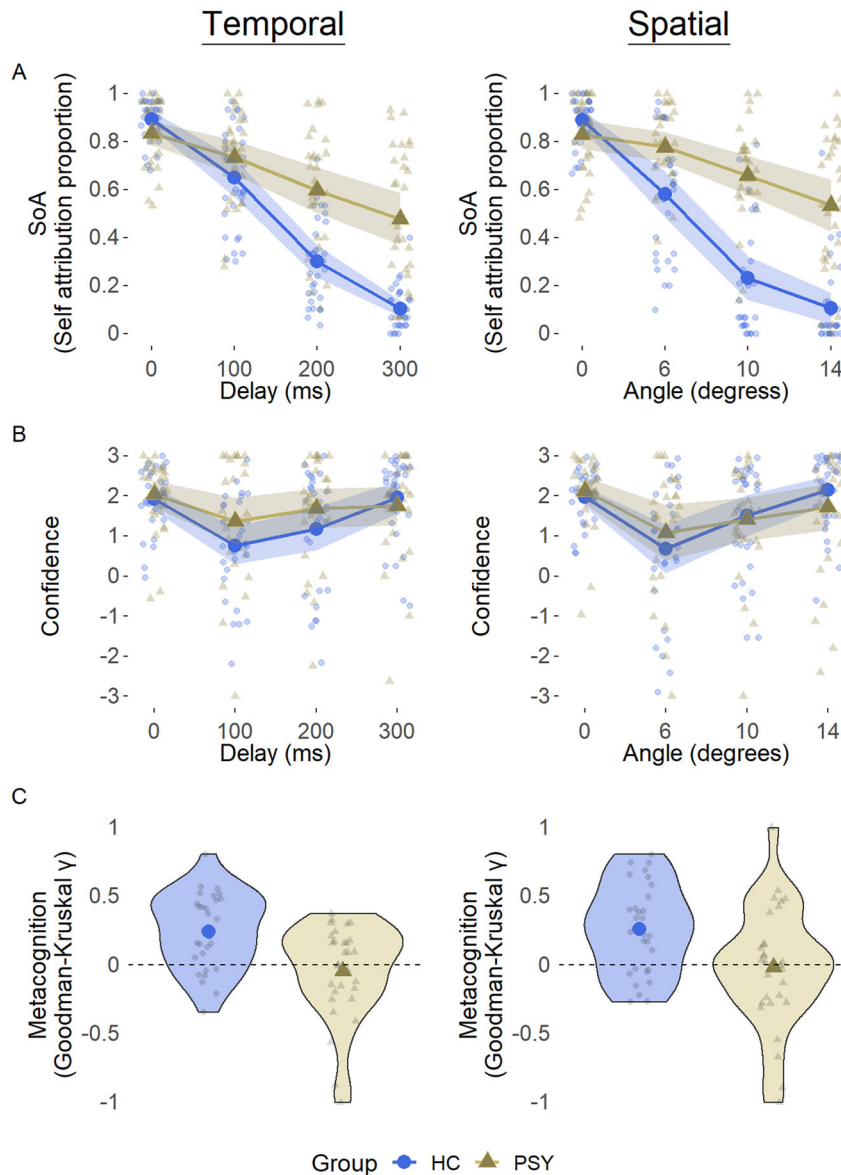 Temporal
Spatial
A
SoA
(Self attribution proportion)
1
0.8
0.6
0.4
0.2
0
0 100 200 300
Delay (ms)
SoA
(Self attribution proportion)
1
0.8
0.6
0.4
0.2
0
0 6 10 14
Angle (degress)
B
Confidence
3
2
1
0
-1
-2
-3
0 100 200 300
Delay (ms)
Confidence
3
2
1
0
-1
-2
-3
0 6 10 14
Angle (degrees)
C
Metacognition
(Goodman-Kruskal γ)
1
0.5
0
-0.5
-1
Metacognition
(Goodman-Kruskal γ)
1
0.5
0
-0.5
-1
Group HC PSY